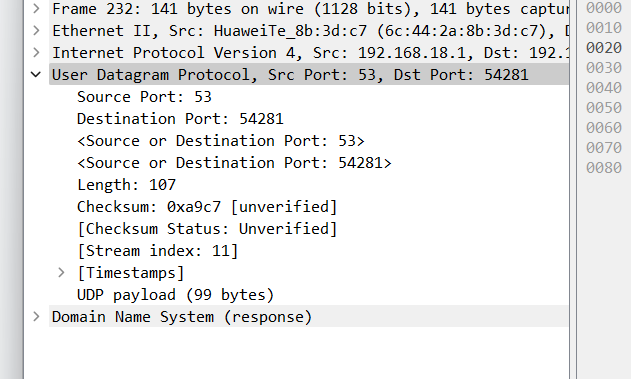 Frame 232: 141 bytes on wire (1128 bits), 141 bytes captur
Ethernet II, Src: HuaweiTe_8b:3d:c7 (6c:44:2a:8b:3d:c7), D
Internet Protocol Version 4, Src: 192.168.18.1, Dst: 192.1
User Datagram Protocol, Src Port: 53, Dst Port: 54281
Source Port: 53
Destination Port: 54281
<Source or Destination Port: 53>
<Source or Destination Port: 54281>
Length: 107
Checksum: 0xa9c7 [unverified]
[Checksum Status: Unverified]
[Stream index: 11]
[Timestamps]
UDP payload (99 bytes)
Domain Name System (response)
0000
0010
0020
0030
0040
0050
0060
0070
0080